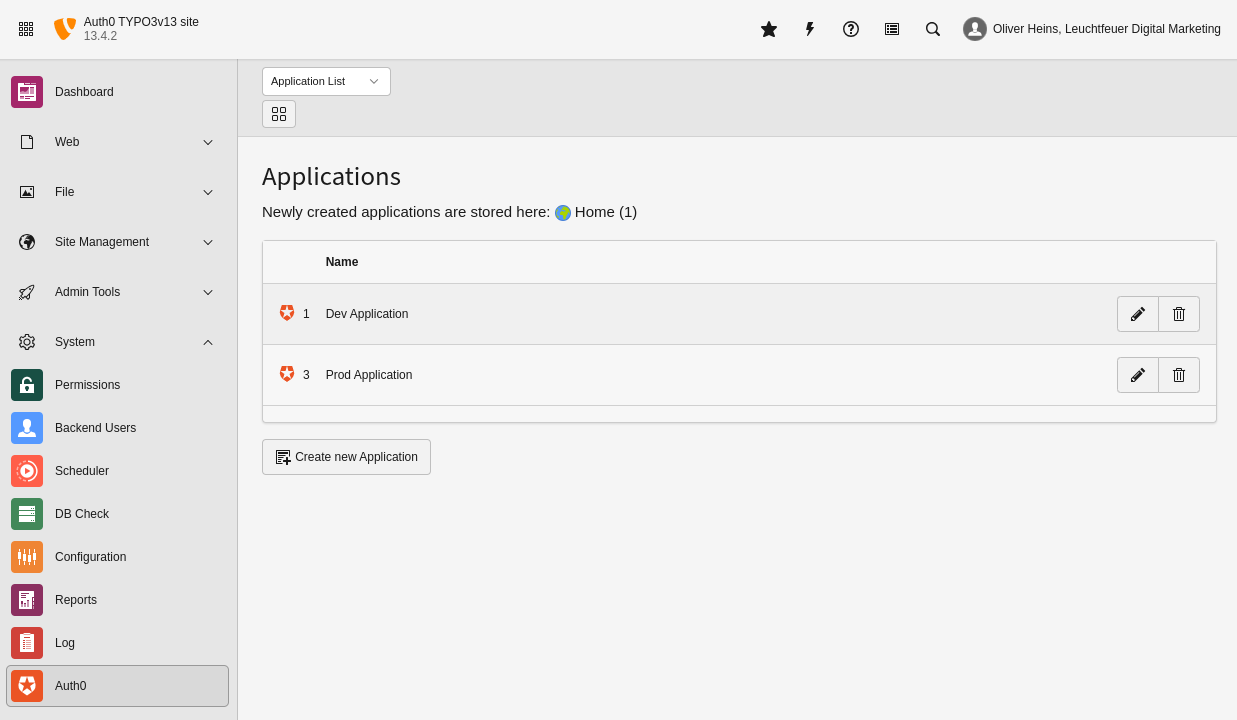 Auth0 TYPO3v13 site
13.4.2
Oliver Heins, Leuchtfeuer Digital Marketing
Dashboard
Web
File
Site Management
Admin Tools
System
Permissions
Backend Users
Scheduler
DB Check
Configuration
Reports
Log
Auth0
Application List
Applications
Newly created applications are stored here: Home (1)
Name
1 Dev Application
3 Prod Application
Create new Application